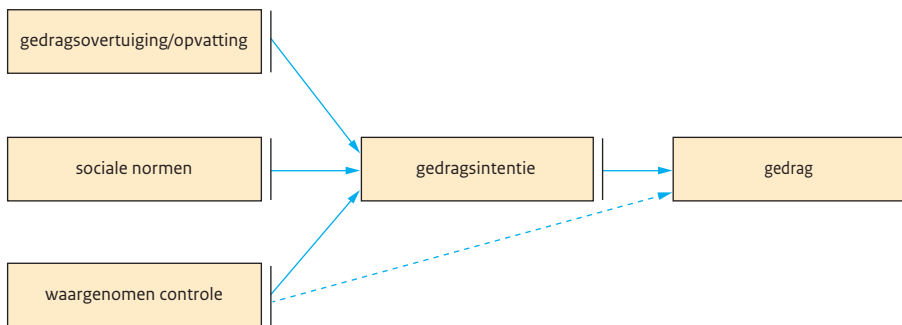 gedragsovertuiging/opvatting
sociale normen
gedragsintentie
gedrag
waargenomen controle